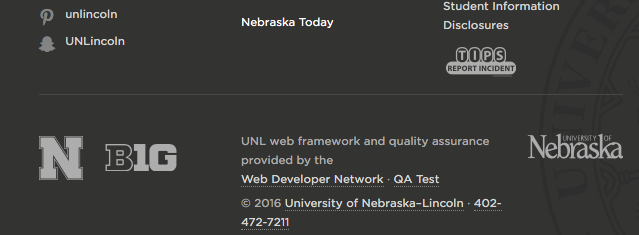 unlincoln
UNLincoln
Nebraska Today
Student Information
Disclosures
TIPS
REPORT INCIDENT
N
B1G
UNL web framework and quality assurance
provided by the
Web Developer Network · QA Test
© 2016 University of Nebraska–Lincoln · 402-
472-7211
UNIVERSITY OF
Nebraska